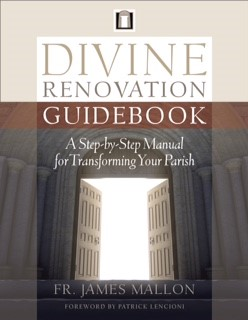 DIVINE
RENOVATION
GUIDEBOOK
A Step-by-Step Manual
for Transforming Your Parish
FR. JAMES MALLON
FOREWORD BY PATRICK LENCIONI